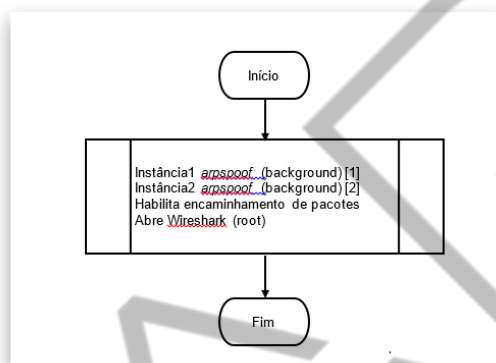 Início
Instância1 arpspoof (background)[1]
Instância2 arpspoof (background)[2]
Habilita encaminhamento de pacotes
Abre Wireshark (root)
Fim